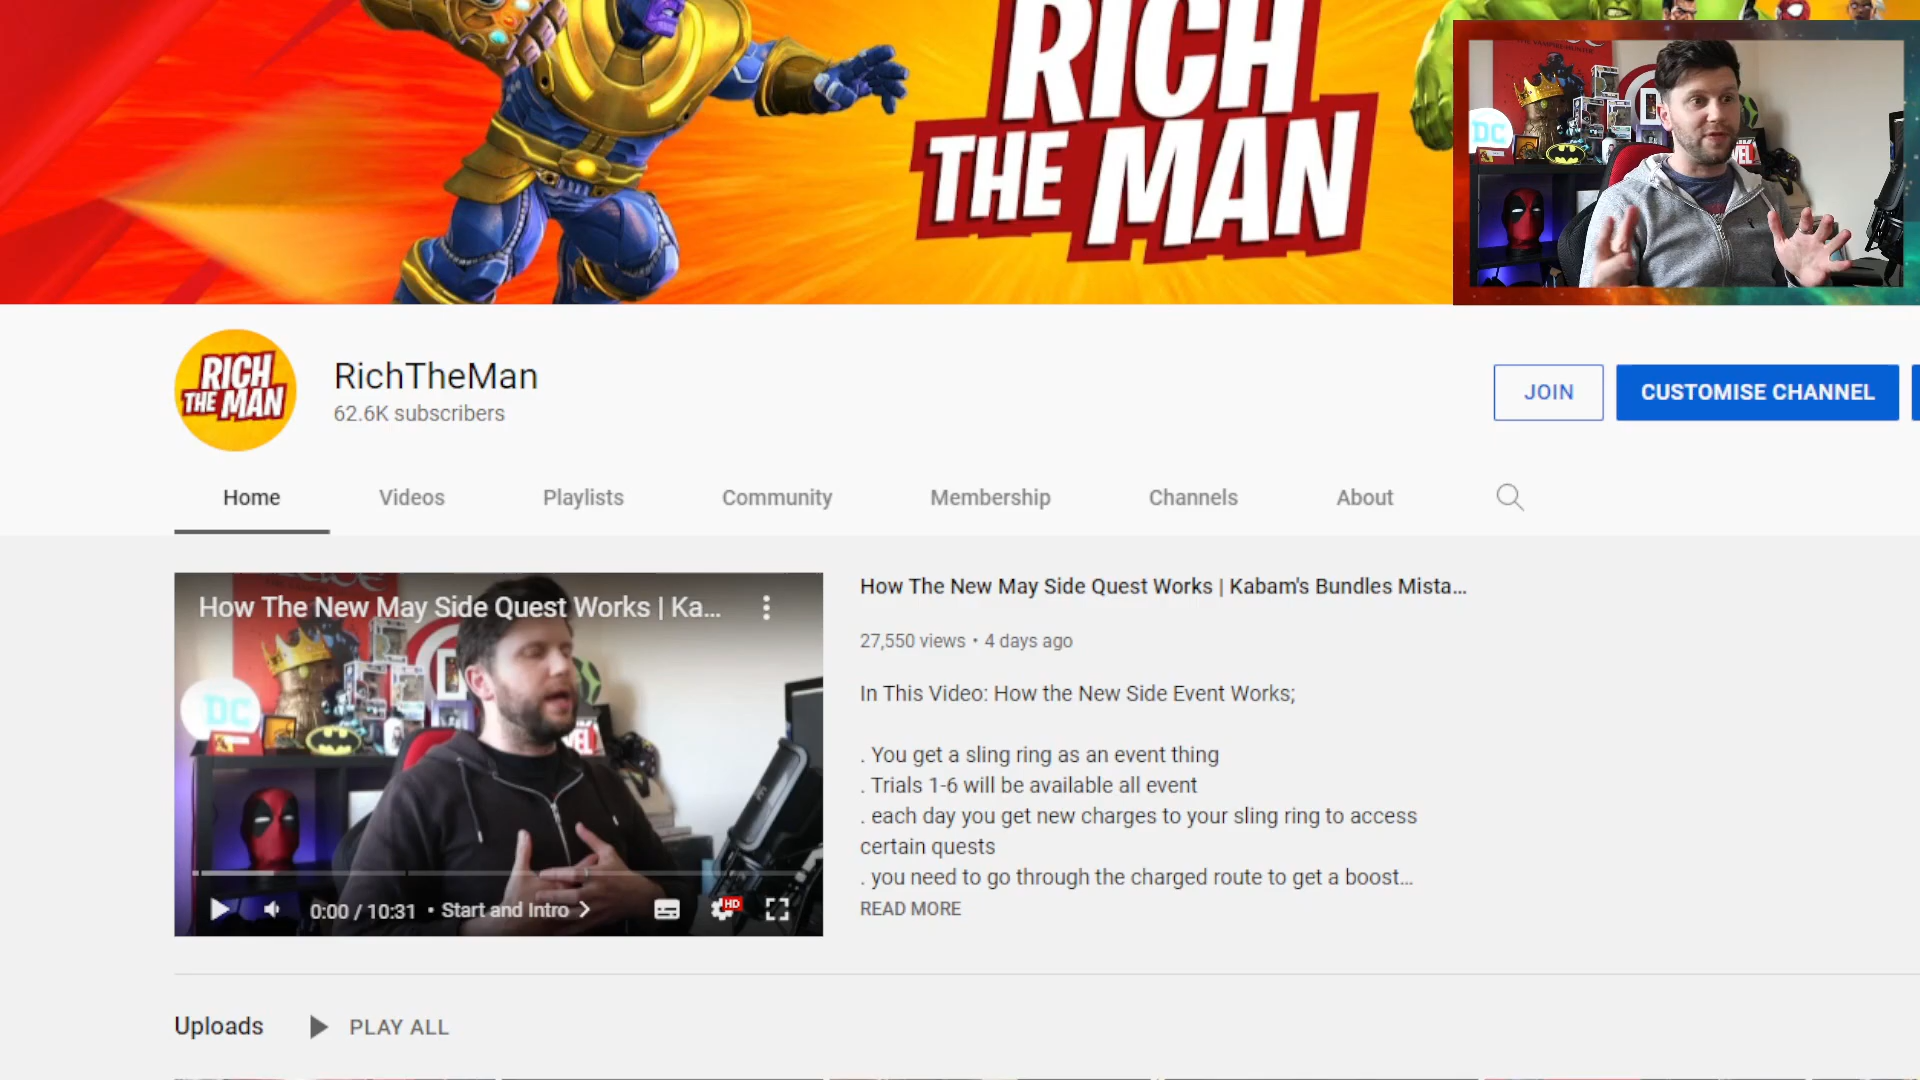 RICH
THE MAN
DC
RICH
THE MAN
RichTheMan
62.6K subscribers
JOIN
CUSTOMISE CHANNEL
Home
Videos
Playlists
Community
Membership
Channels
About
How The New May Side Quest Works | Ka...
DC
0:00 / 10:31 • Start and Intro
HD
How The New May Side Quest Works | Kabam's Bundles Mista...
27,550 views • 4 days ago
In This Video: How the New Side Event Works;
. You get a sling ring as an event thing
. Trials 1-6 will be available all event
. each day you get new charges to your sling ring to access
certain quests
. you need to go through the charged route to get a boost...
READ MORE
Uploads
PLAY ALL